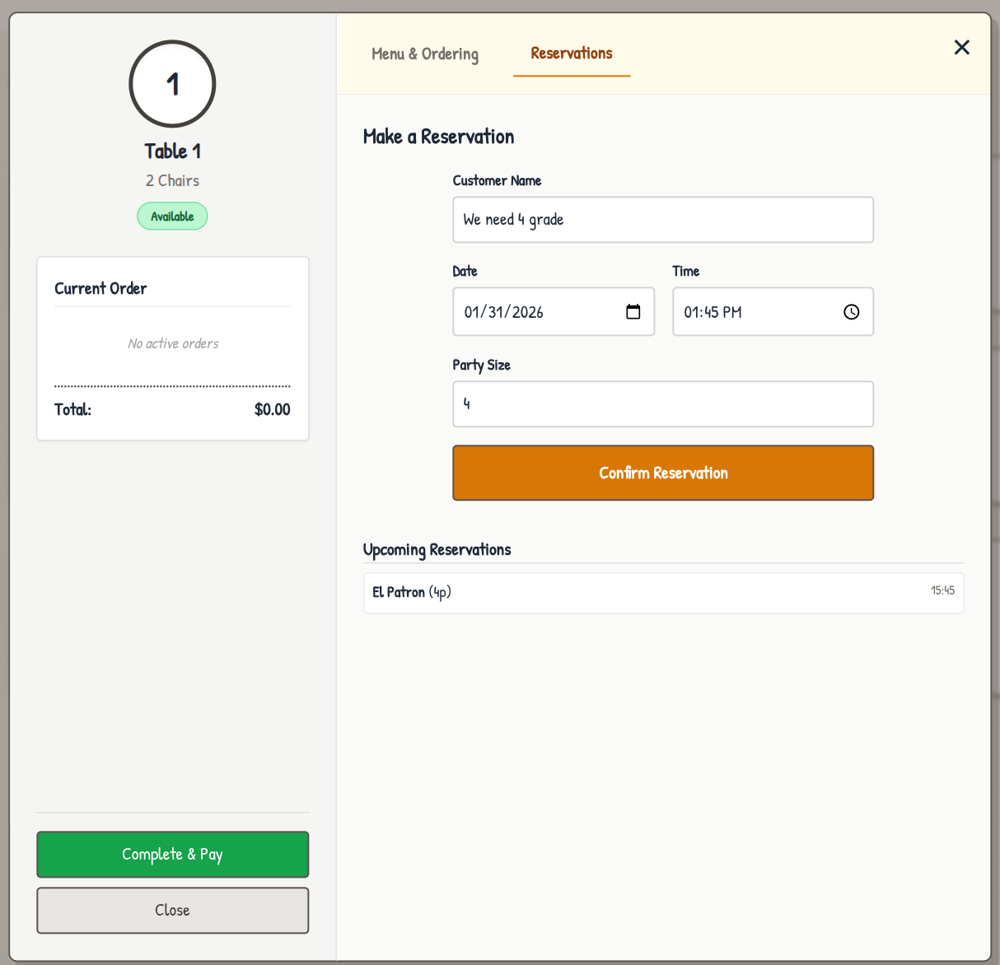 1
Table 1
2 Chairs
Available
Current Order
No active orders
Total: $0.00
Complete & Pay
Close
Menu & Ordering Reservations
Make a Reservation
Customer Name
We need 4 grade
Date Time
01/31/2026 01:45 PM
Party Size
4
Confirm Reservation
Upcoming Reservations
El Patron (4p) 15:45